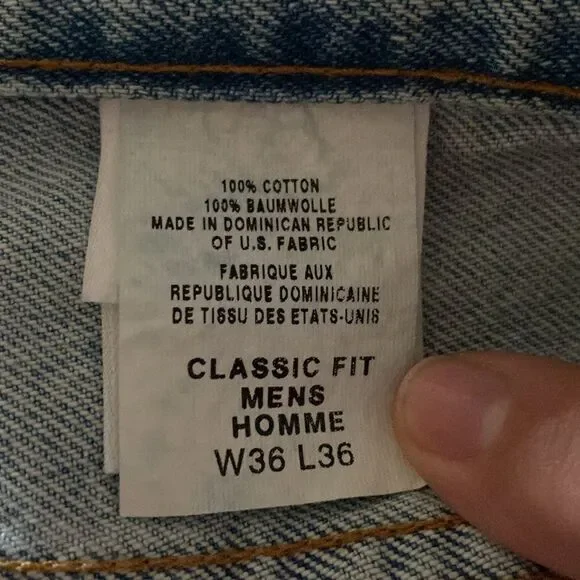 100% COTTON
100% BAUMWOLLE
MADE IN DOMINICAN REPUBLIC
OF U.S. FABRIC
FABRIQUE AUX
REPUBLIQUE DOMINICAINE
DE TISSU DES ETATS-UNIS
CLASSIC FIT
MENS
HOMME
W36 L36